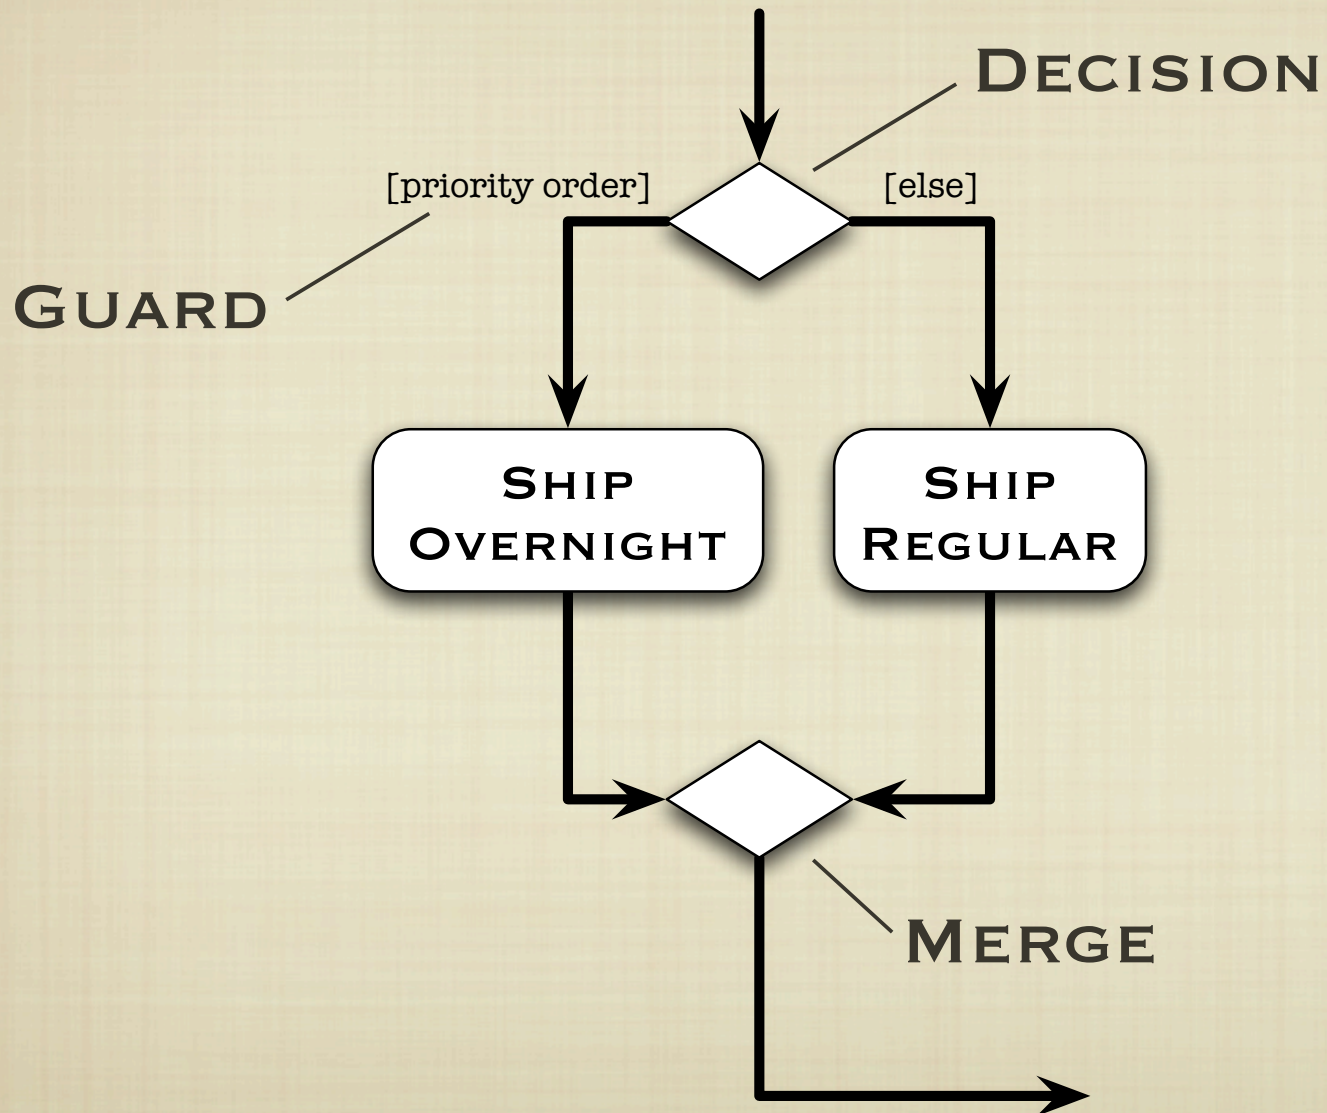 DECISION
[priority order]
[else]
GUARD
SHIP
OVERNIGHT
SHIP
REGULAR
MERGE